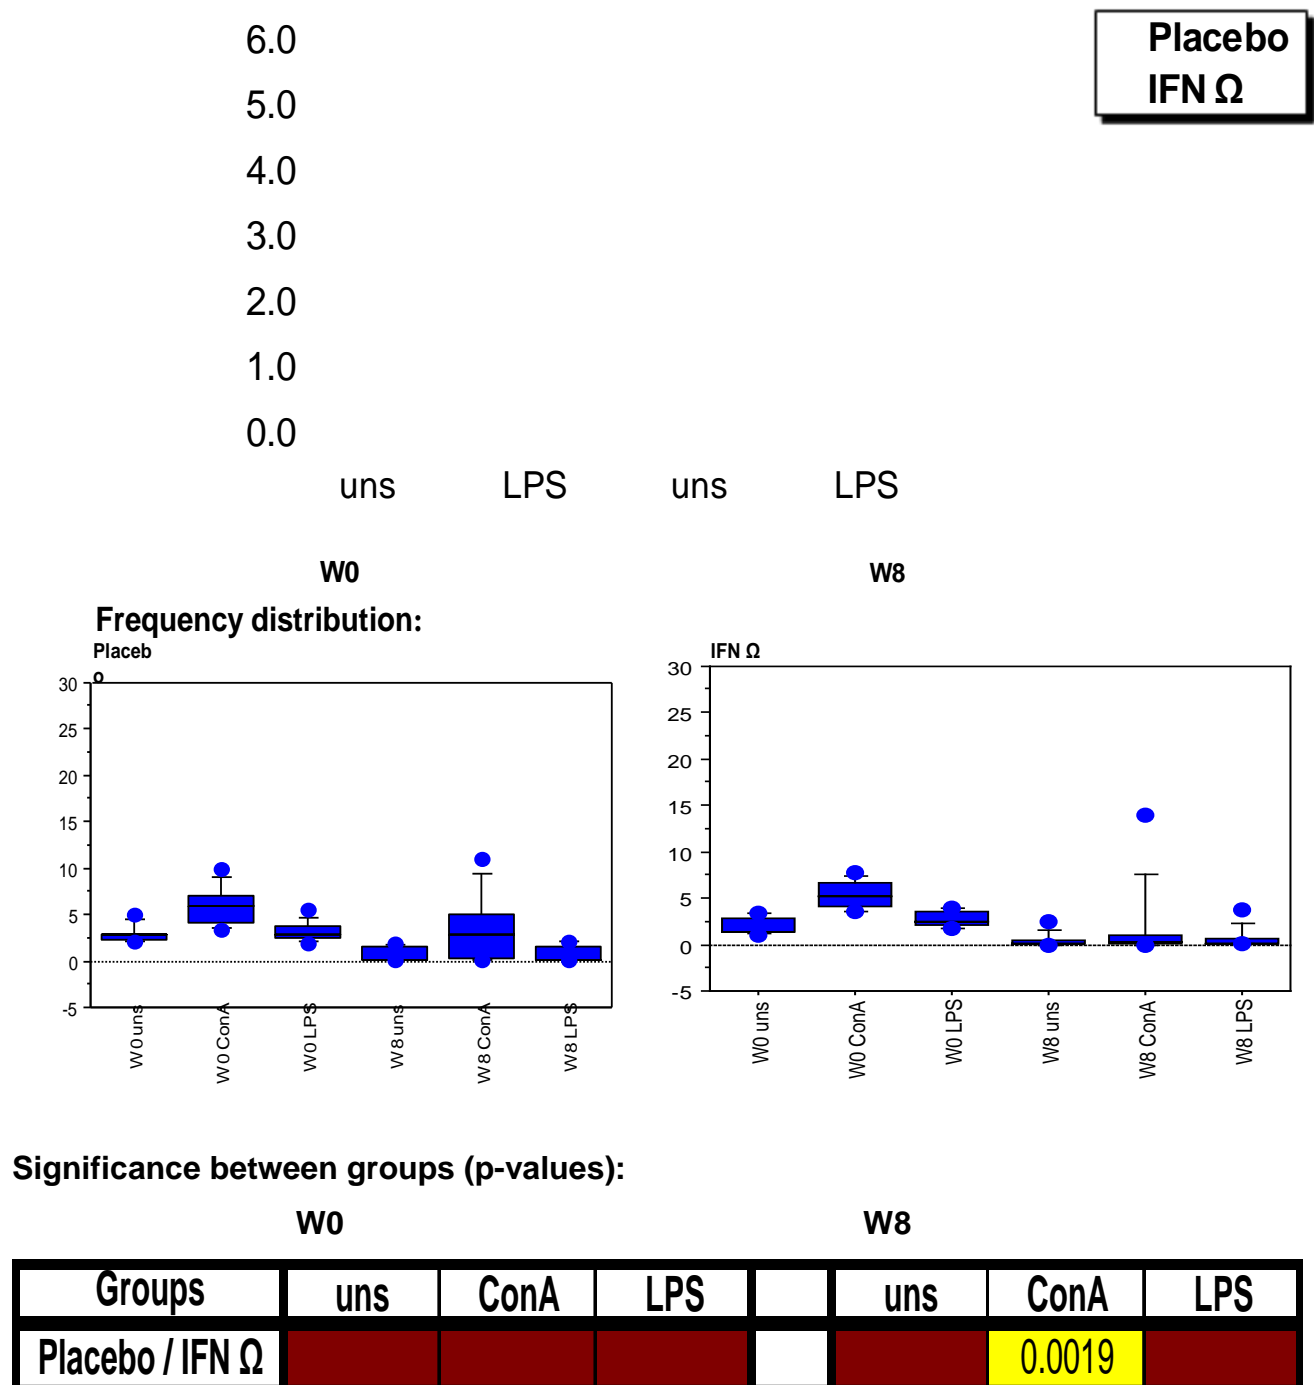 6.0
5.0
4.0
3.0
2.0
1.0
0.0
Placebo
IFN Ω
uns LPS uns LPS
W0 W8
Frequency distribution:
Placeb
o
30
25
20
15
10
5
0
-5
W0 uns
W0 ConA
W0 LPS
W8 uns
W8 ConA
W8 LPS
IFN Ω
30
25
20
15
10
5
0
-5
W0 uns
W0 ConA
W0 LPS
W8 uns
W8 ConA
W8 LPS
Significance between groups (p-values):
W0 W8
Groups uns ConA LPS uns ConA LPS
Placebo / IFN Ω 0.0019